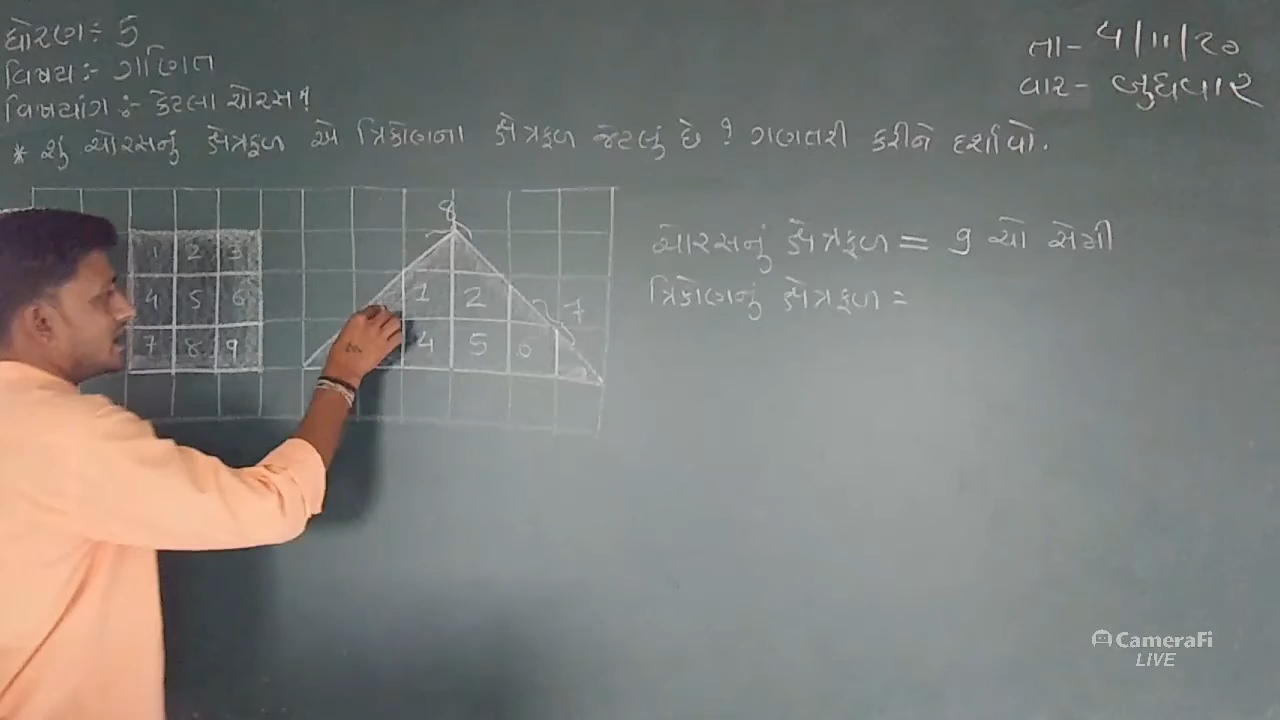 ધોરણ ઃ 5
વિષય ઃ- ગણિત
વિષયાંગ ઃ- કેટલા ચોરસ ?
તા- ૫/૧૧/૨૦
વાર- બુધવાર
* શું ચોરસનું ક્ષેત્રફળ એ ત્રિકોણના ક્ષેત્રફળ જેટલું છે ? ગણતરી કરીને દર્શાવો.
1 2 3
4 5 6
7 8 9
8
1 2 7
4 5 6
ચોરસનું ક્ષેત્રફળ = 9 ચો સેમી
ત્રિકોણનું ક્ષેત્રફળ =
CameraFi
LIVE